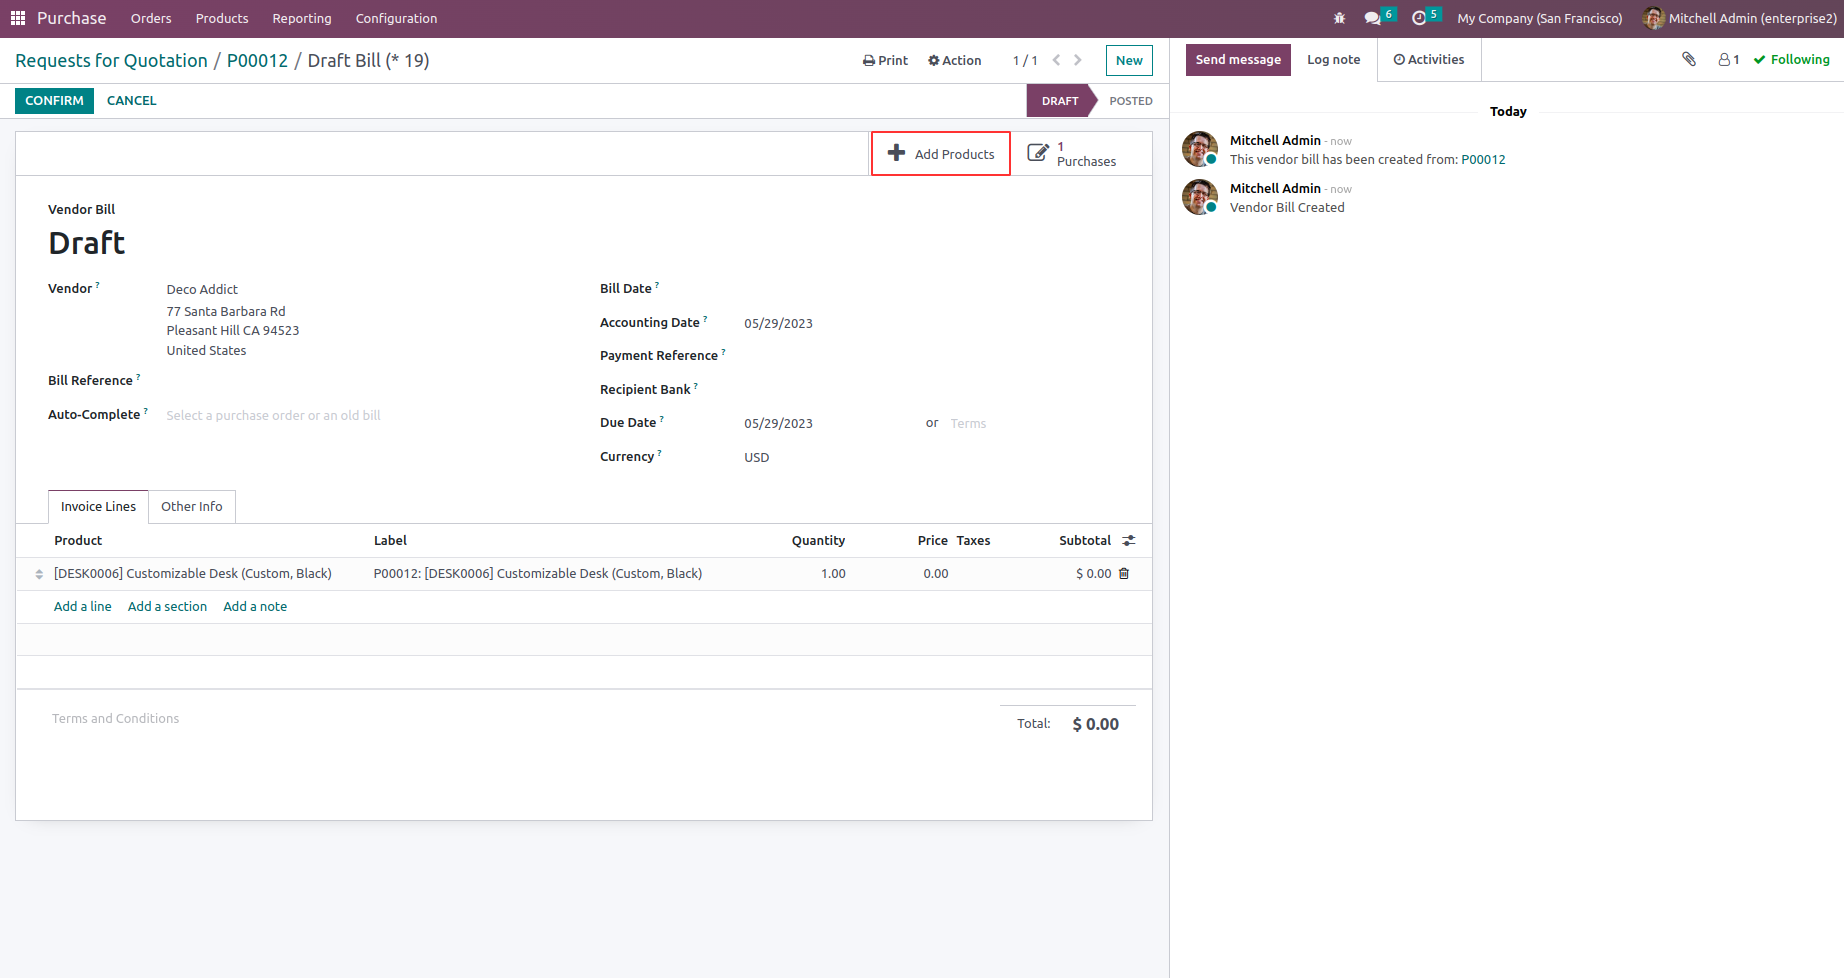 Purchase Orders Products Reporting Configuration 6 5 My Company (San Francisco) Mitchell Admin (enterprise2)
Requests for Quotation / P00012 / Draft Bill (* 19) Print Action 1 / 1 New
CONFIRM CANCEL DRAFT POSTED
Add Products
1
Purchases
Vendor Bill
Draft
Vendor ? Deco Addict
77 Santa Barbara Rd
Pleasant Hill CA 94523
United States
Bill Reference ?
Auto-Complete ? Select a purchase order or an old bill
Bill Date ?
Accounting Date ? 05/29/2023
Payment Reference ?
Recipient Bank ?
Due Date ? 05/29/2023 or Terms
Currency ? USD
Invoice Lines Other Info
Product Label Quantity Price Taxes Subtotal
[DESK0006] Customizable Desk (Custom, Black) P00012: [DESK0006] Customizable Desk (Custom, Black) 1.00 0.00 $ 0.00
Add a line Add a section Add a note
Terms and Conditions
Total: $ 0.00
Send message Log note Activities 1 Following
Today
Mitchell Admin - now
This vendor bill has been created from: P00012
Mitchell Admin - now
Vendor Bill Created